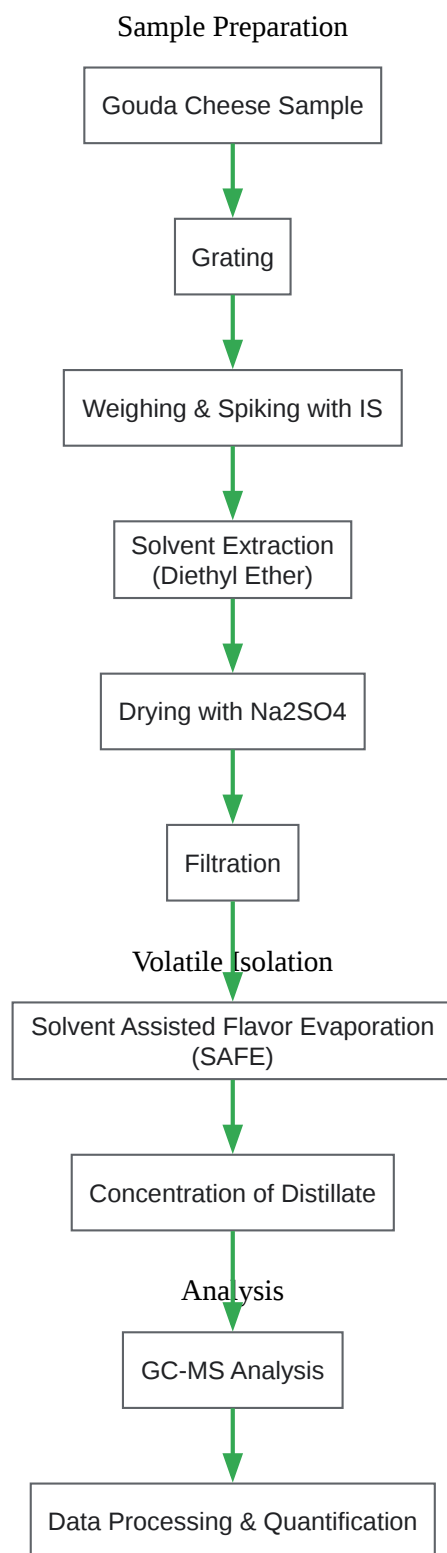 Sample Preparation
Gouda Cheese Sample
Grating
Weighing & Spiking with IS
Solvent Extraction
(Diethyl Ether)
Drying with Na2SO4
Filtration
Volatile Isolation
Solvent Assisted Flavor Evaporation
(SAFE)
Concentration of Distillate
Analysis
GC-MS Analysis
Data Processing & Quantification